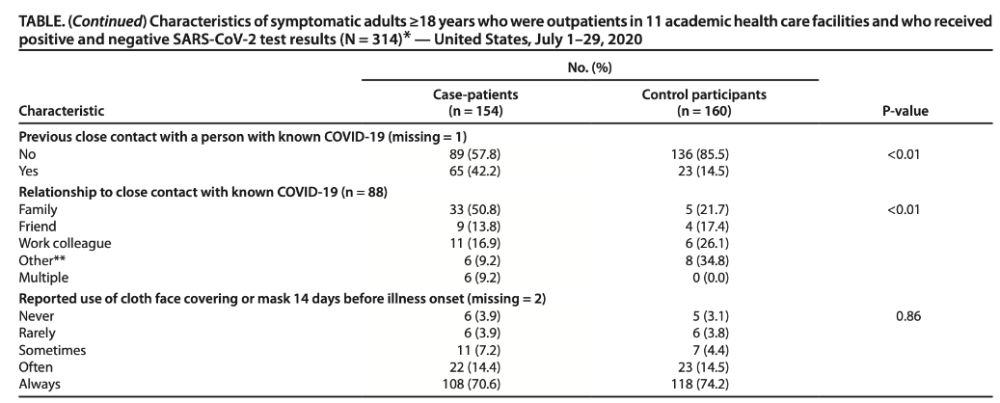 TABLE. (Continued) Characteristics of symptomatic adults ≥18 years who were outpatients in 11 academic health care facilities and who received
positive and negative SARS-CoV-2 test results (N = 314)* — United States, July 1–29, 2020
No. (%)
Characteristic Case-patients (n = 154) Control participants (n = 160) P-value
Previous close contact with a person with known COVID-19 (missing = 1)
No 89 (57.8) 136 (85.5) <0.01
Yes 65 (42.2) 23 (14.5)
Relationship to close contact with known COVID-19 (n = 88)
Family 33 (50.8) 5 (21.7) <0.01
Friend 9 (13.8) 4 (17.4)
Work colleague 11 (16.9) 6 (26.1)
Other** 6 (9.2) 8 (34.8)
Multiple 6 (9.2) 0 (0.0)
Reported use of cloth face covering or mask 14 days before illness onset (missing = 2)
Never 6 (3.9) 5 (3.1) 0.86
Rarely 6 (3.9) 6 (3.8)
Sometimes 11 (7.2) 7 (4.4)
Often 22 (14.4) 23 (14.5)
Always 108 (70.6) 118 (74.2)